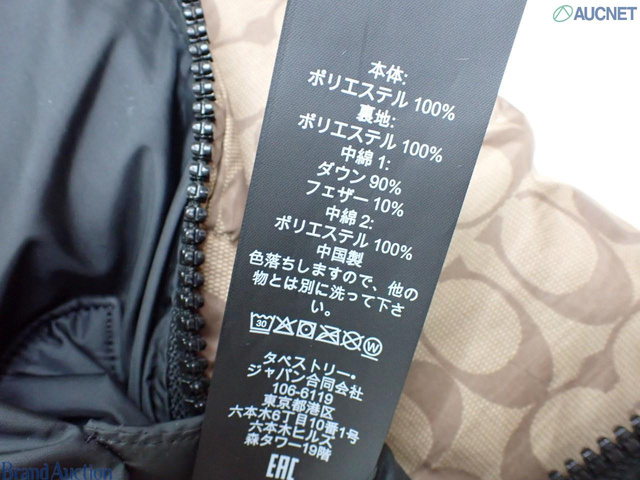 AUCNET
本体:
ポリエステル 100%
裏地:
ポリエステル 100%
中綿 1:
ダウン 90%
フェザー 10%
中綿 2:
ポリエステル 100%
中国製
色落ちしますので、他の
物とは別に洗って下さ
い。
30 W
タペストリー・
ジャパン合同会社
106-6119
東京都港区
六本木6丁目10番1号
六本木ヒルズ
森タワー19階
EAC
Brand Auction